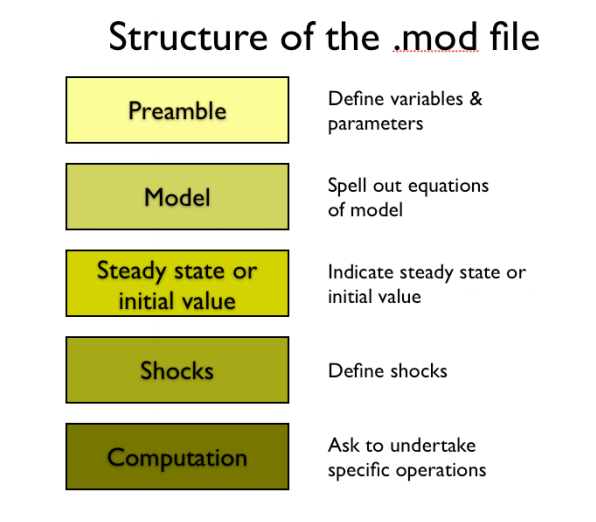 Structure of the .mod file
Preamble
Define variables &
parameters
Model
Spell out equations
of model
Steady state or
initial value
Indicate steady state or
initial value
Shocks
Define shocks
Computation
Ask to undertake
specific operations